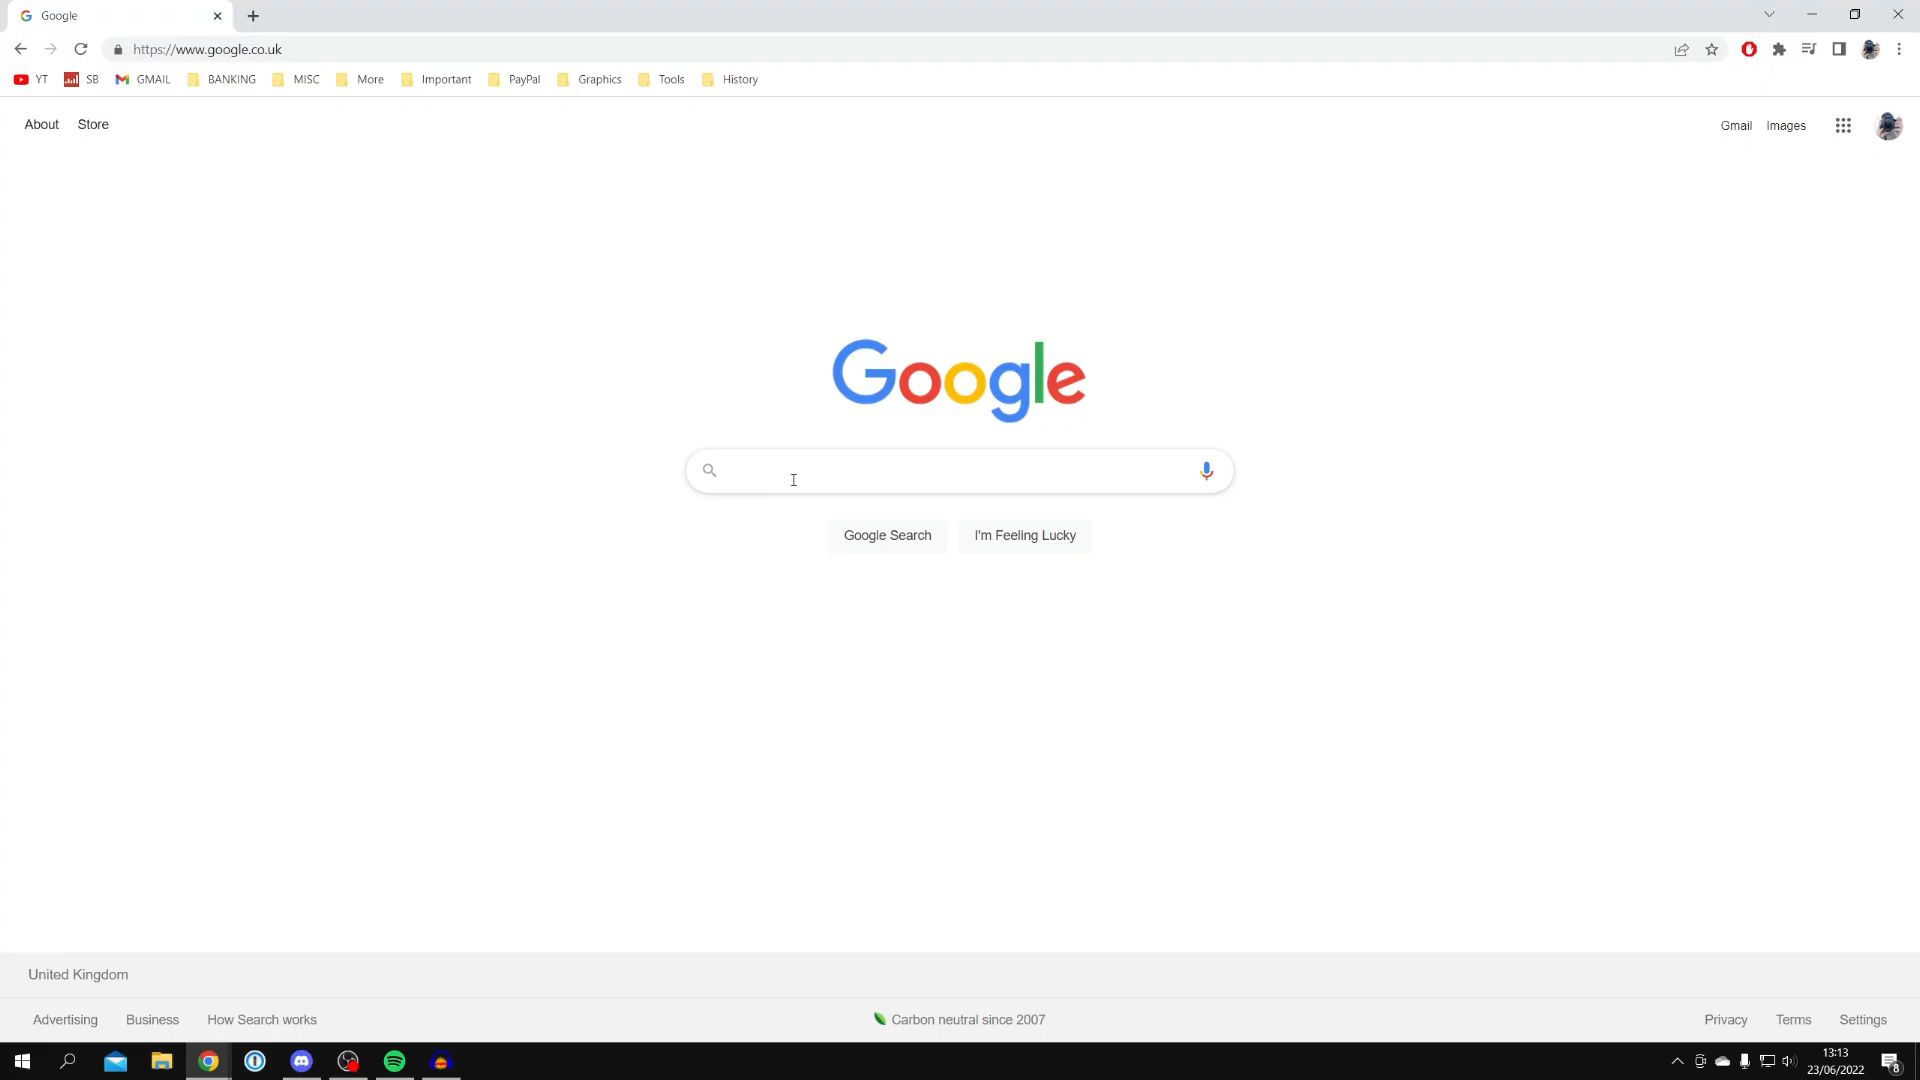 Google
https://www.google.co.uk
YT SB GMAIL BANKING MISC More Important PayPal Graphics Tools History
About Store
Gmail Images
Google
Google Search I'm Feeling Lucky
United Kingdom
Advertising Business How Search works
Carbon neutral since 2007
Privacy Terms Settings
13:13
23/06/2022
8